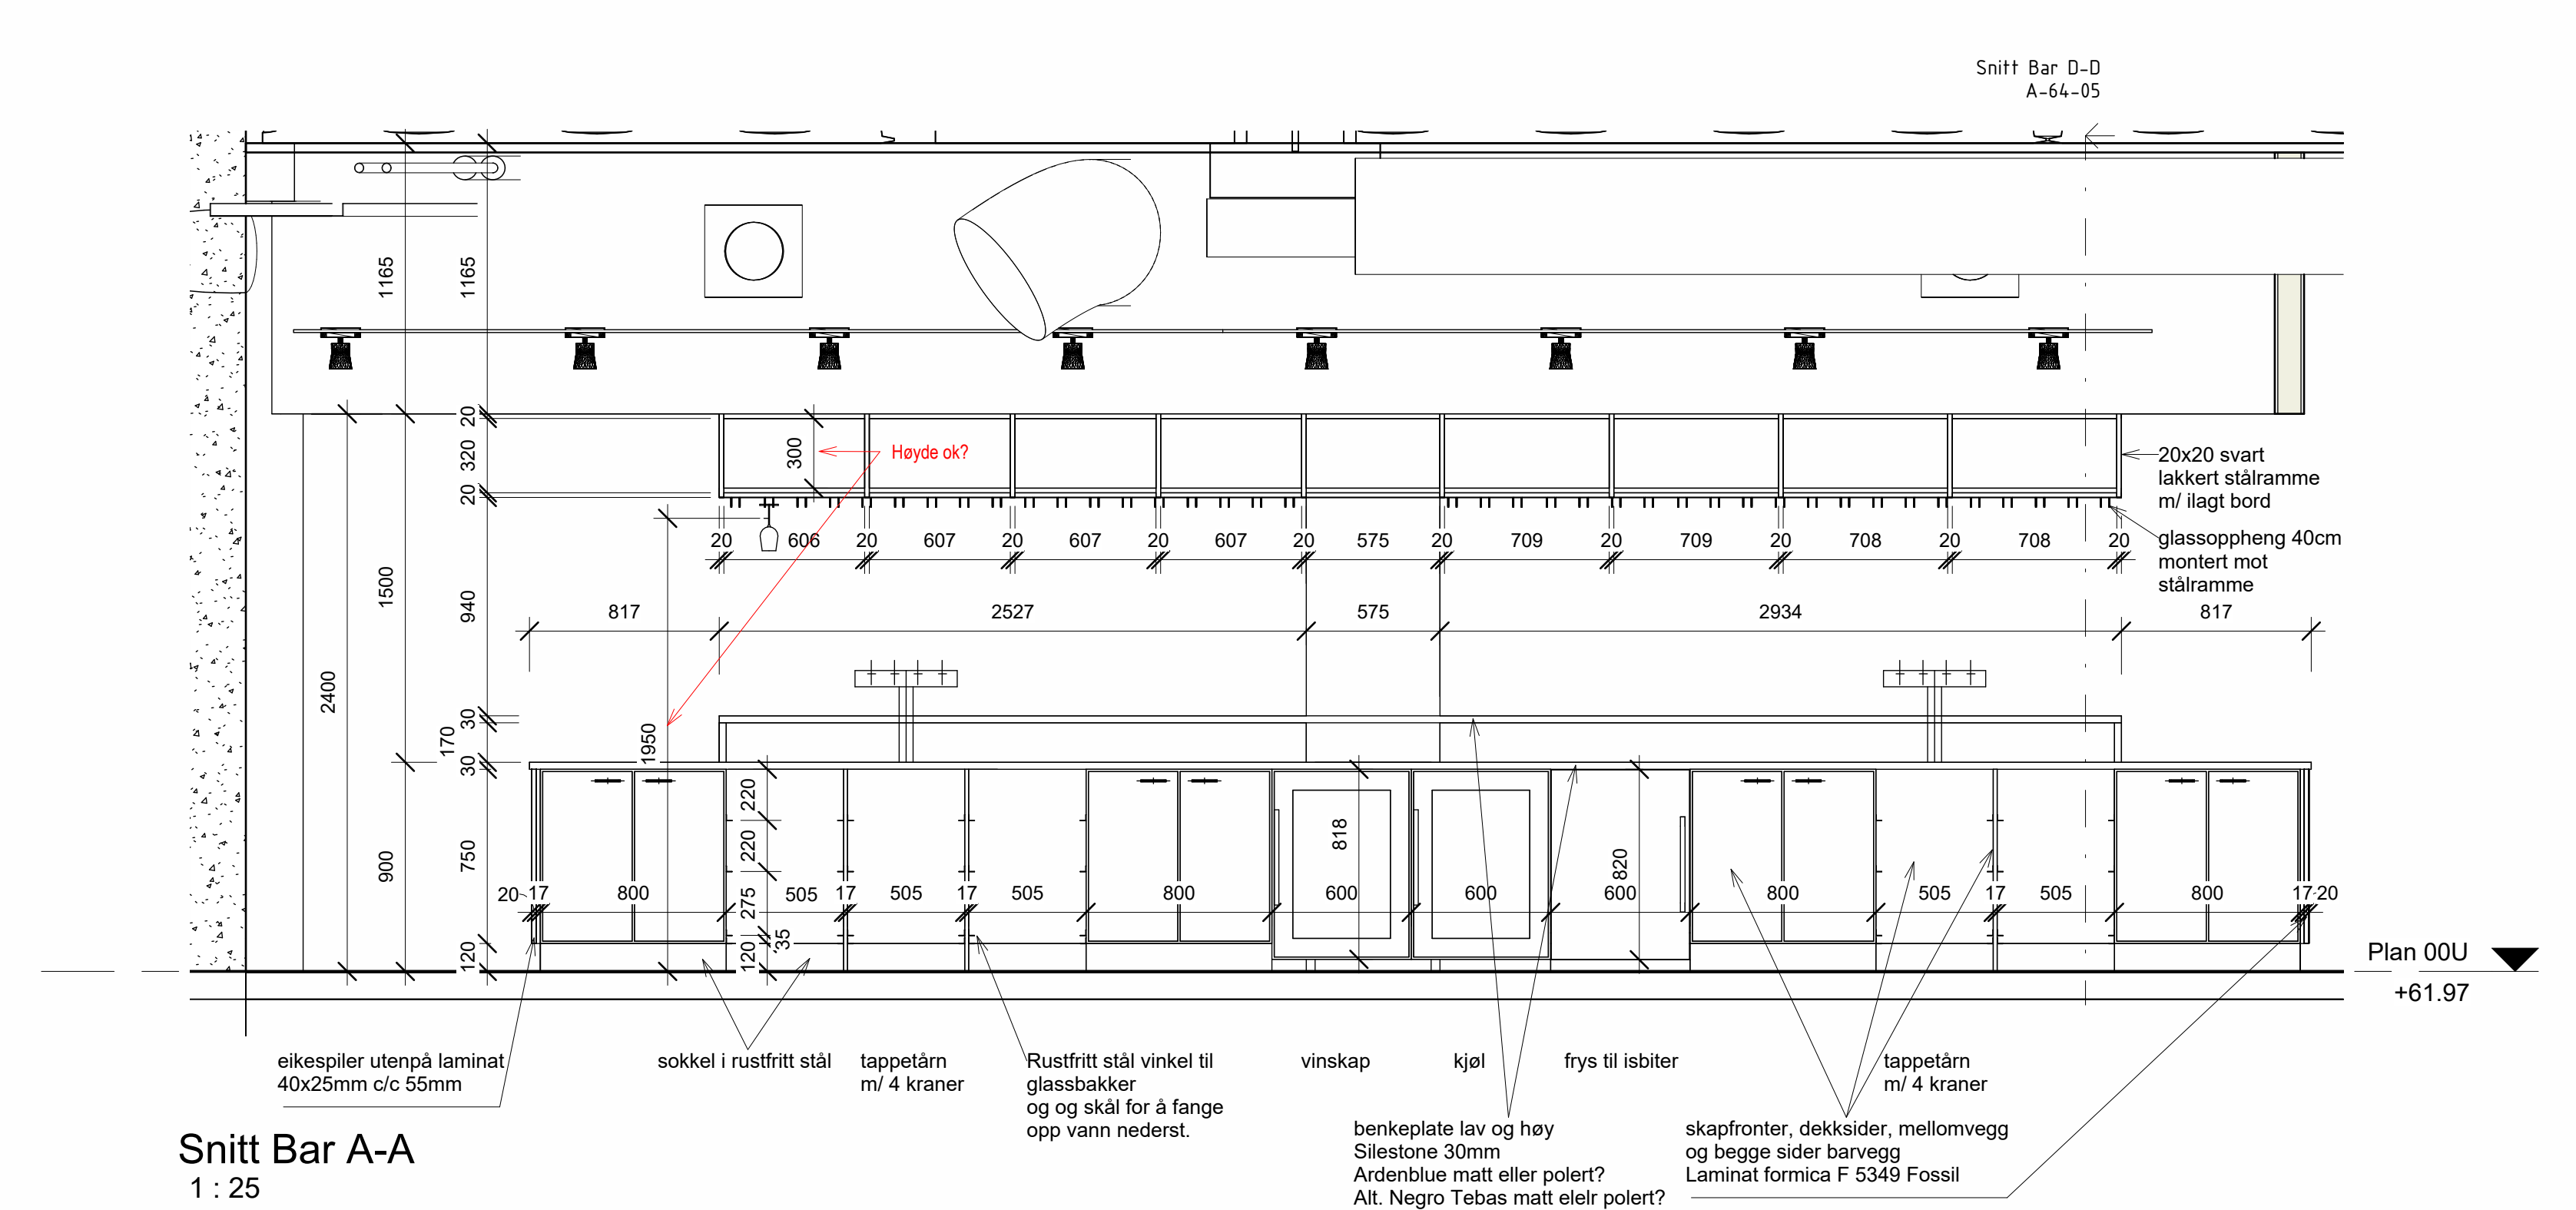 Snitt Bar D-D
A-64-05
1165
1165
20
320
20
300
Høyde ok?
20x20 svart
lakkert stålramme
m/ ilagt bord
glassoppheng 40cm
montert mot
stålramme
20 606 20 607 20 607 20 607 20 575 20 709 20 709 20 708 20 708 20
1500
940
817 2527 575 2934 817
2400
30
170
30
1950
900
750
120
220
220
275
35
120
818
820
20 17 800 505 17 505 17 505 800 600 600 600 800 505 17 505 800 17 20
Plan 00U
+61.97
eikespiler utenpå laminat
40x25mm c/c 55mm
sokkel i rustfritt stål
tappetårn
m/ 4 kraner
Rustfritt stål vinkel til
glassbakker
og og skål for å fange
opp vann nederst.
vinskap
kjøl
frys til isbiter
tappetårn
m/ 4 kraner
benkeplate lav og høy
Silestone 30mm
Ardenblue matt eller polert?
Alt. Negro Tebas matt elelr polert?
skapfronter, dekksider, mellomvegg
og begge sider barvegg
Laminat formica F 5349 Fossil
Snitt Bar A-A
1 : 25